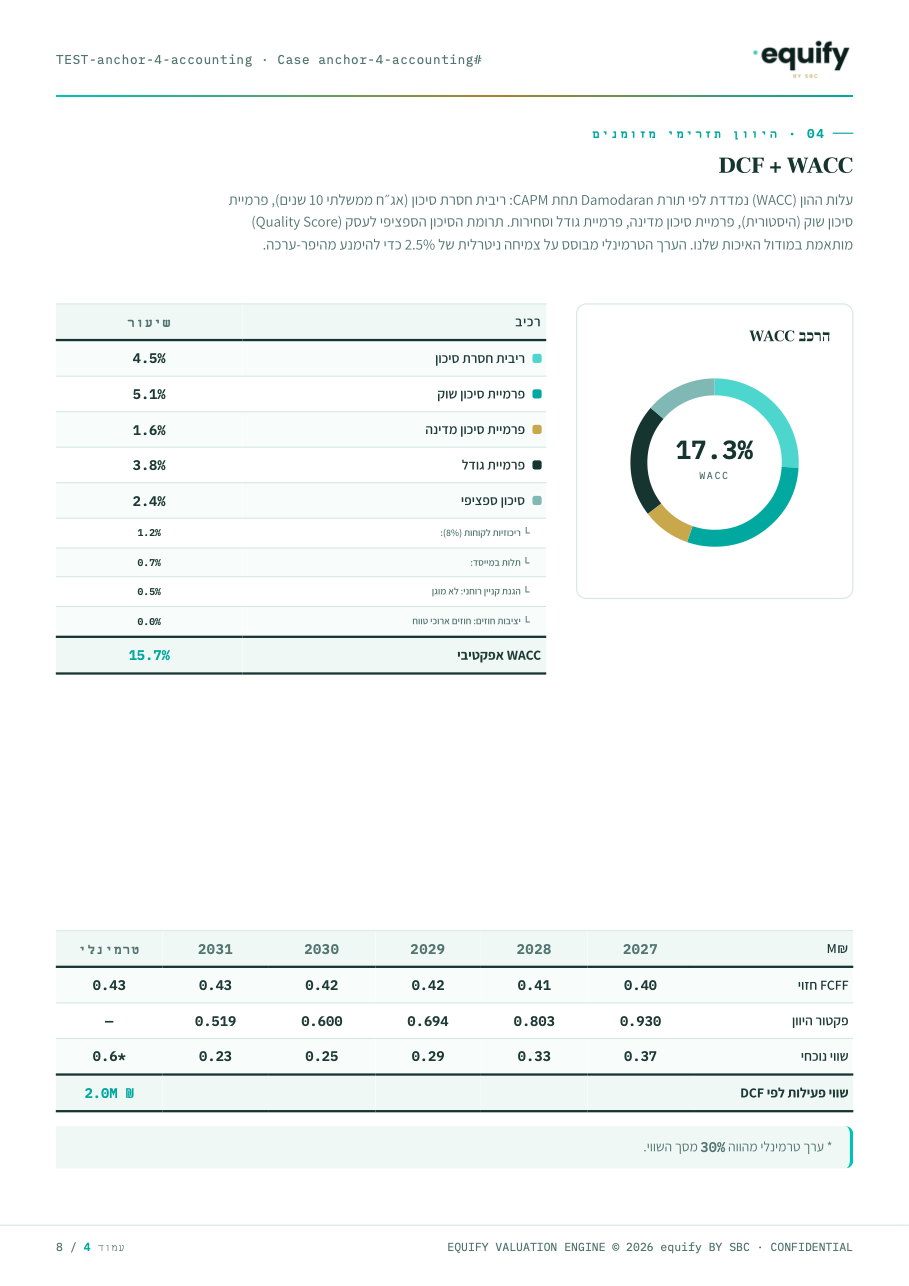 equify
BY SBC
TEST-anchor-4-accounting · Case anchor-4-accounting#
04 · היוון תזרימי מזומנים
DCF + WACC
עלות ההון (WACC) נמדדת לפי תורת Damodaran תחת CAPM: ריבית חסרת סיכון (אג״ח ממשלתי 10 שנים), פרמיית
סיכון שוק (היסטורית), פרמיית סיכון מדינה, פרמיית גודל וסחירות. תרומת הסיכון הספציפי לעסק (Quality Score)
מותאמת במודול האיכות שלנו. הערך הטרמינלי מבוסס על צמיחה ניטרלית של 2.5% כדי להימנע מהיפר-ערכה.
הרכב WACC
17.3%
WACC
רכיב שיעור
ריבית חסרת סיכון 4.5%
פרמיית סיכון שוק 5.1%
פרמיית סיכון מדינה 1.6%
פרמיית גודל 3.8%
סיכון ספציפי 2.4%
└ ריכוזיות לקוחות (8%): 1.2%
└ תלות במייסד: 0.7%
└ הגנת קניין רוחני: לא מוגן 0.5%
└ יציבות חוזים: חוזים ארוכי טווח 0.0%
WACC אפקטיבי 15.7%
₪M 2027 2028 2029 2030 2031 טרמינלי
FCFF חזוי 0.40 0.41 0.42 0.42 0.43 0.43
פקטור היוון 0.930 0.803 0.694 0.600 0.519 —
שווי נוכחי 0.37 0.33 0.29 0.25 0.23 0.6*
שווי פעילות לפי DCF 2.0M ₪
* ערך טרמינלי מהווה 30% מסך השווי.
EQUIFY VALUATION ENGINE © 2026 equify BY SBC · CONFIDENTIAL
עמוד 4 / 8